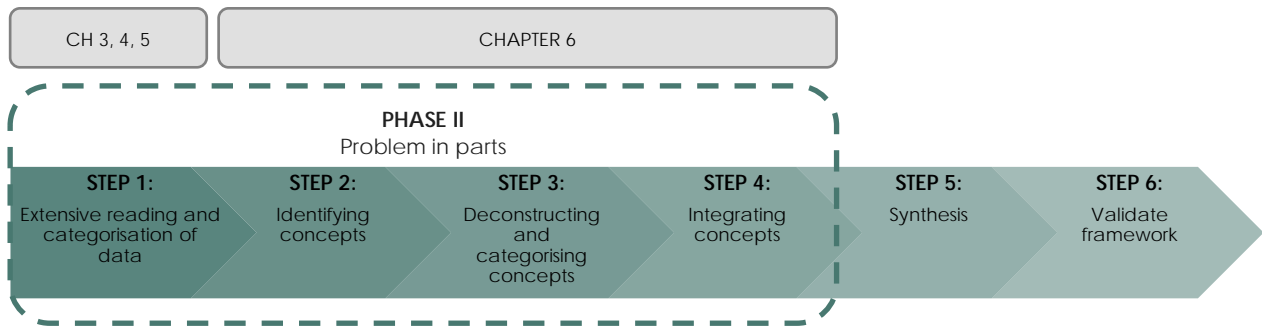 CH 3, 4, 5
CHAPTER 6
PHASE II
Problem in parts
STEP 1:
Extensive reading and
categorisation of
data
STEP 2:
Identifying
concepts
STEP 3:
Deconstructing
and
categorising
concepts
STEP 4:
Integrating
concepts
STEP 5:
Synthesis
STEP 6:
Validate
framework